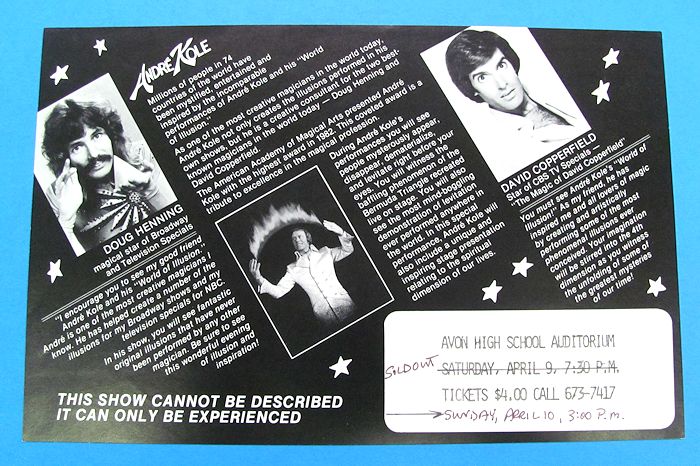 ANDRÉ KOLE
Millions of people in 74
countries of the world have
been mystified, entertained and
inspired by the incomparable
performances of André Kole and his "World
of Illusion."
As one of the most creative magicians in the world today,
André Kole not only creates the illusions performed in his
own shows, but he is a creative consultant for the two best-
known magicians in the world today — Doug Henning and
David Copperfield.
The American Academy of Magical Arts presented André
Kole with the highest award in 1982. This coveted award is a
tribute to excellence in the magical profession.
During André Kole's
performances you will see
people mysteriously appear,
disappear, dematerialize,
and levitate right before your
eyes. You will witness the
baffling phenomenon of the
Bermuda Triangle recreated
live on stage. You will also
see the most mindboggling
demonstration of levitation
ever performed anywhere in
the world. In this special
performance, André Kole will
also include a unique and
inspiring stage presentation
relating to the spiritual
dimension of our lives.
DOUG HENNING
magical star of Broadway
and Television Specials
"I encourage you to see my good friend,
André Kole and his "World of Illusion".
André is one of the most creative magicians I
know. He has helped create a number of the
illusions for my Broadway shows and my
television specials for NBC.
In his show, you will see fantastic
original illusions that have never
been performed by any other
magician. Be sure to see
this wonderful evening
of illusion and
inspiration!
DAVID COPPERFIELD
Star of CBS TV Specials —
"The Magic of David Copperfield"
You must see André Kole's "World of
Illusion!" As my friend, he has
inspired me and all lovers of magic
by creating and artistically
performing some of the most
phenomenal illusions ever
conceived. Your imagination
will be stirred into the 4th
dimension as you witness
the unfolding of some of
the greatest mysteries
of our time!
THIS SHOW CANNOT BE DESCRIBED
IT CAN ONLY BE EXPERIENCED
AVON HIGH SCHOOL AUDITORIUM
SOLD OUT SATURDAY, APRIL 9, 7:30 P.M.
TICKETS $4.00 CALL 673-7417
SUNDAY, APRIL 10, 3:00 P.M.